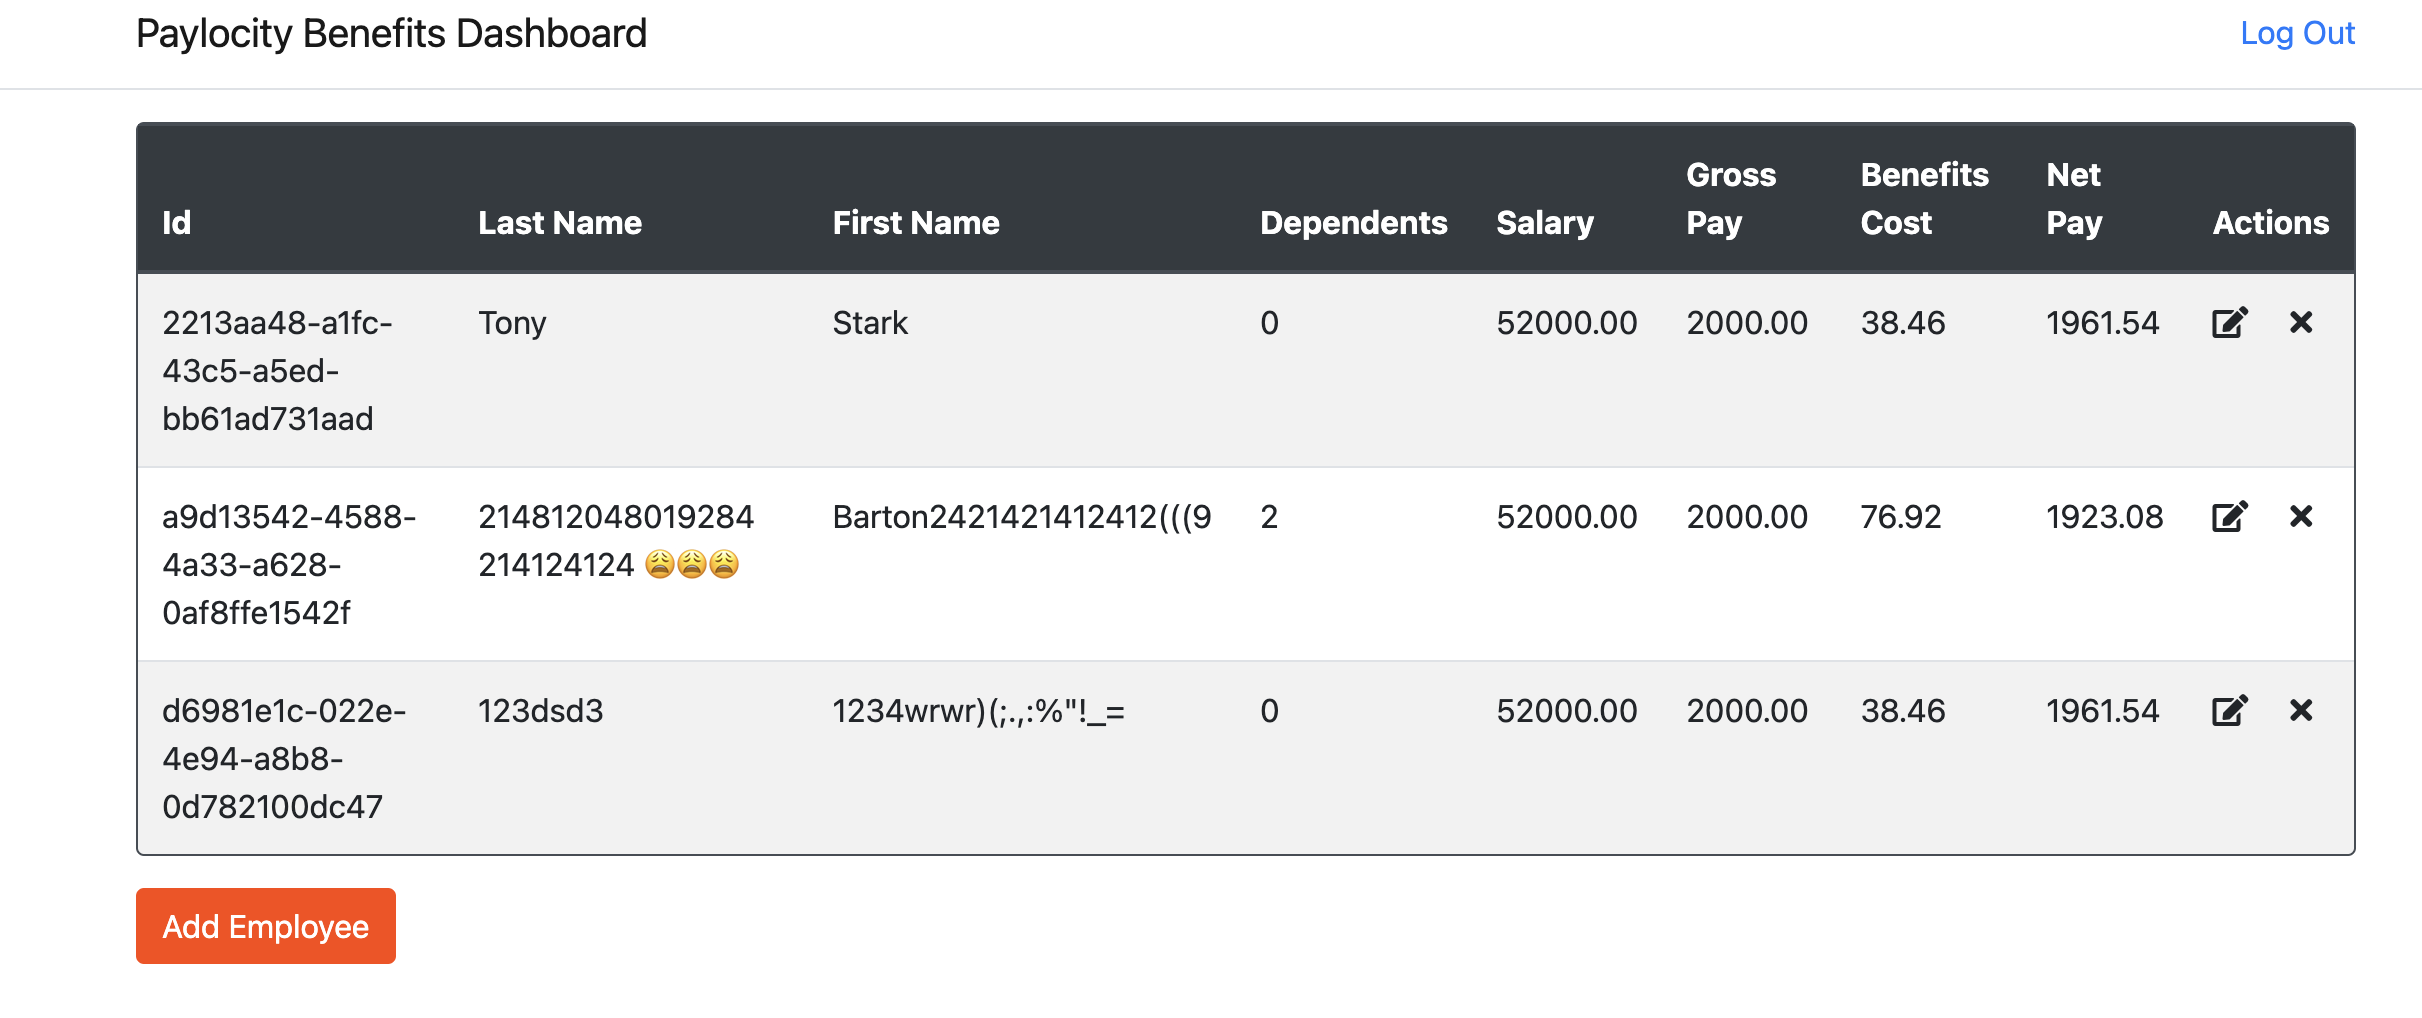 Paylocity Benefits Dashboard
Log Out
Id Last Name First Name Dependents Salary Gross Pay Benefits Cost Net Pay Actions
2213aa48-a1fc-
43c5-a5ed-
bb61ad731aad
Tony Stark 0 52000.00 2000.00 38.46 1961.54
a9d13542-4588-
4a33-a628-
0af8ffe1542f
214812048019284
214124124 😩😩😩
Barton2421421412412(((9 2 52000.00 2000.00 76.92 1923.08
d6981e1c-022e-
4e94-a8b8-
0d782100dc47
123dsd3 1234wrwr)(;.,:%"!_= 0 52000.00 2000.00 38.46 1961.54
Add Employee